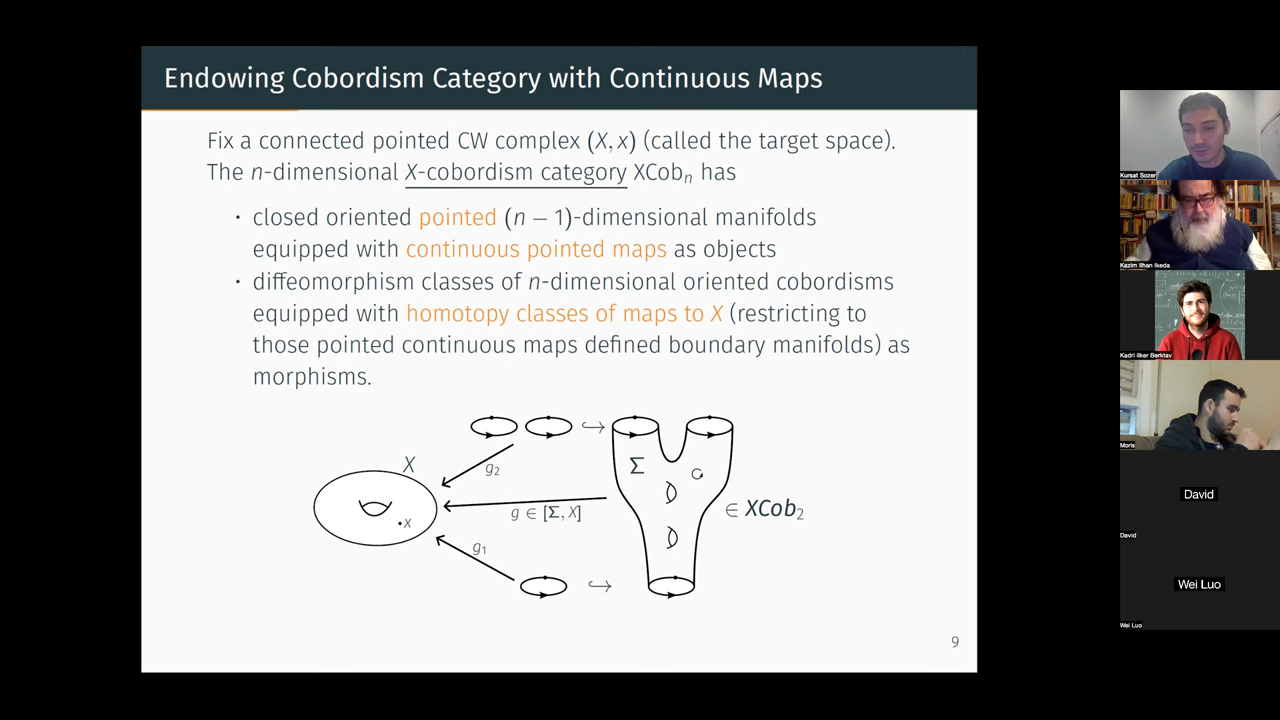 Endowing Cobordism Category with Continuous Maps
Fix a connected pointed CW complex (X, x) (called the target space).
The n-dimensional X-cobordism category XCobₙ has
• closed oriented pointed (n − 1)-dimensional manifolds
equipped with continuous pointed maps as objects
• diffeomorphism classes of n-dimensional oriented cobordisms
equipped with homotopy classes of maps to X (restricting to
those pointed continuous maps defined boundary manifolds) as
morphisms.
↪
X
g₂
Σ
•x
g ∈ [Σ, X]
∈ XCob₂
g₁
↪
9
Kursat Sozer
Kazim Ilhan Ikeda
Kadri ilker Berktav
Moris
David
David
Wei Luo
Wei Luo